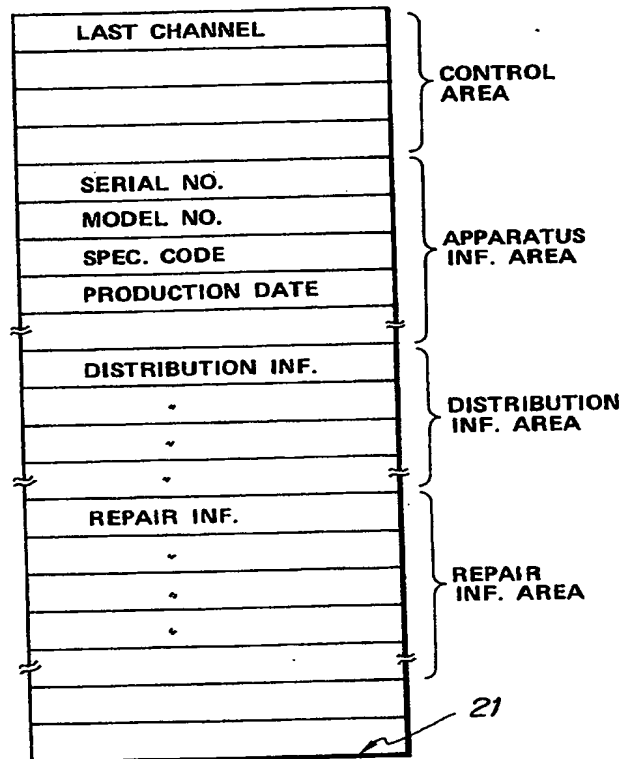 LAST CHANNEL
CONTROL
AREA
SERIAL NO.
MODEL NO.
SPEC. CODE
PRODUCTION DATE
APPARATUS
INF. AREA
DISTRIBUTION INF.
"
"
"
DISTRIBUTION
INF. AREA
REPAIR INF.
"
"
"
REPAIR
INF. AREA
21